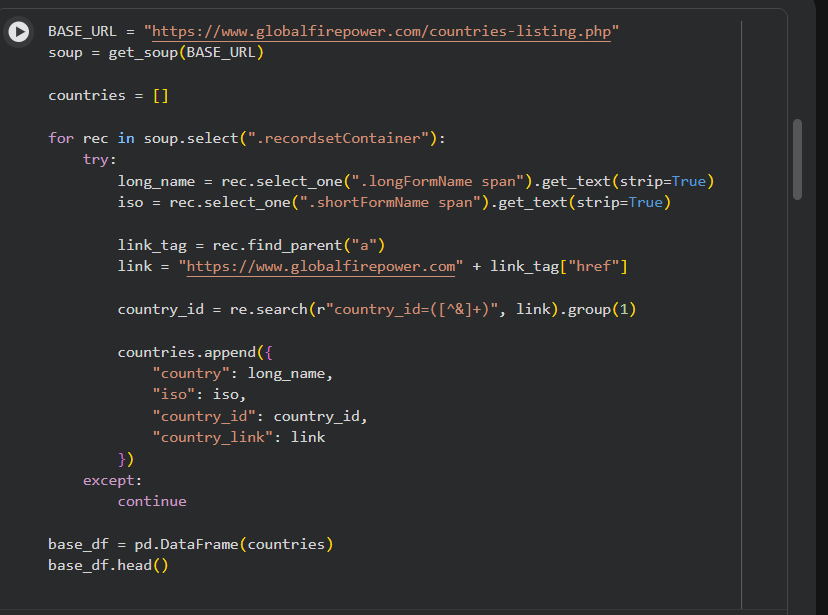 BASE_URL = "https://www.globalfirepower.com/countries-listing.php"
soup = get_soup(BASE_URL)
countries = []
for rec in soup.select(".recordsetContainer"):
    try:
        long_name = rec.select_one(".longFormName span").get_text(strip=True)
        iso = rec.select_one(".shortFormName span").get_text(strip=True)
        link_tag = rec.find_parent("a")
        link = "https://www.globalfirepower.com" + link_tag["href"]
        country_id = re.search(r"country_id=([^&]+)", link).group(1)
        countries.append({
            "country": long_name,
            "iso": iso,
            "country_id": country_id,
            "country_link": link
        })
    except:
        continue
base_df = pd.DataFrame(countries)
base_df.head()